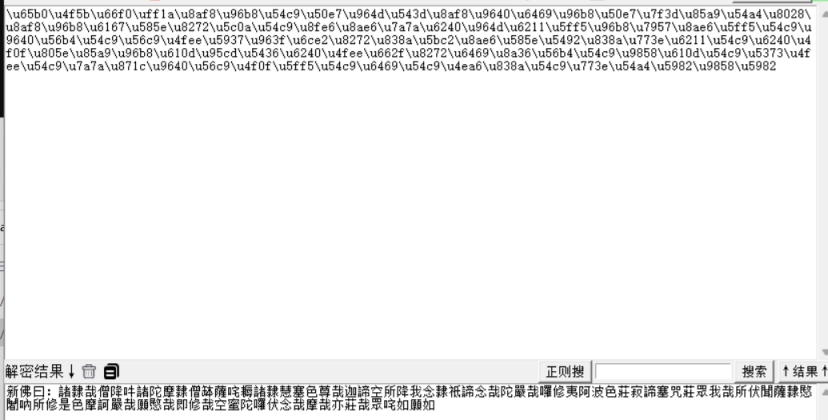 \u65b0\u4f5b\u66f0\uff1a\u8af8\u96b8\u54c9\u50e7\u964d\u543d\u8af8\u9640\u6469\u96b8\u50e7\u7f3d\u85a9\u54a4\u8028\
u8af8\u96b8\u6167\u585e\u8272\u5c0a\u54c9\u8fe6\u8ae6\u7a7a\u6240\u964d\u6211\u5ff5\u96b8\u7957\u8ae6\u5ff5\u54c9\u
9640\u56b4\u54c9\u56c9\u4fee\u5937\u963f\u6ce2\u8272\u838a\u5bc2\u8ae6\u585e\u5492\u838a\u773e\u6211\u54c9\u6240\u4
f0f\u805e\u85a9\u96b8\u610d\u95cd\u5436\u6240\u4fee\u662f\u8272\u6469\u8a36\u56b4\u54c9\u9858\u610d\u54c9\u5373\u4f
ee\u54c9\u7a7a\u871c\u9640\u56c9\u4f0f\u5ff5\u54c9\u6469\u54c9\u4ea6\u838a\u54c9\u773e\u54a4\u5982\u9858\u5982
解密结果↓
正则搜
搜索
↑结果↑
新佛曰：諸隸哉僧降吽諸陀摩隸僧缽薩咤耨諸隸慧塞色尊哉迦諦空所降我念隸祗諦念哉陀嚴哉囉修夷阿波色莊寂諦塞咒莊眾我哉所伏聞薩隸愍
闍吶所修是色摩訶嚴哉願愍哉即修哉空蜜陀囉伏念哉摩哉亦莊哉眾咤如願如